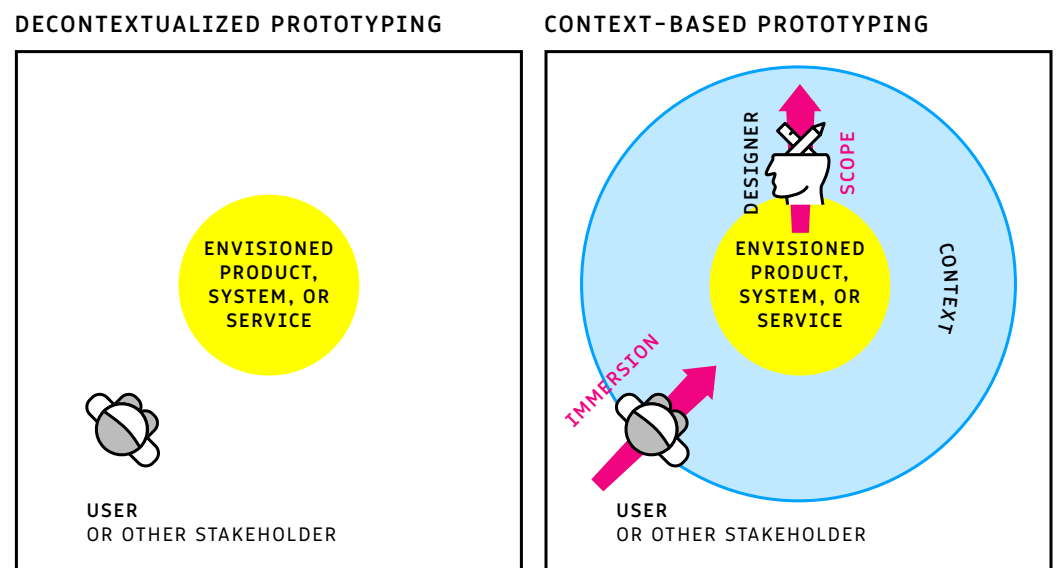 DECONTEXTUALIZED PROTOTYPING
ENVISIONED
PRODUCT,
SYSTEM, OR
SERVICE
USER
OR OTHER STAKEHOLDER
CONTEXT-BASED PROTOTYPING
DESIGNER
SCOPE
ENVISIONED
PRODUCT,
SYSTEM, OR
SERVICE
CONTEXT
IMMERSION
USER
OR OTHER STAKEHOLDER